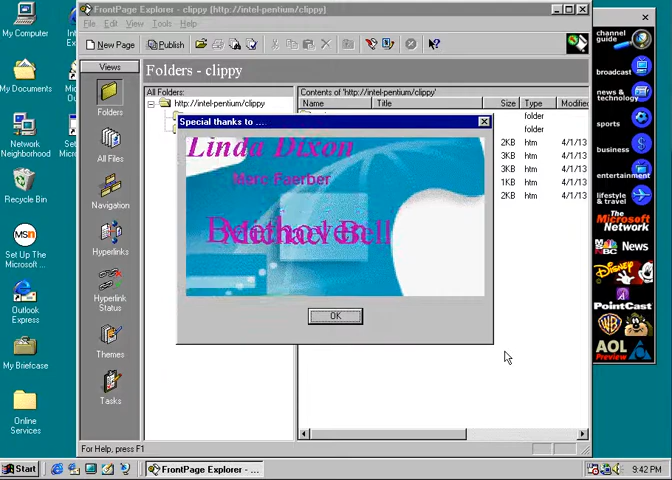 My Computer
My Documents
Network
Neighborhood
Recycle Bin
Set Up The
Microsoft ...
Outlook
Express
My Briefcase
Online
Services
FrontPage Explorer - clippy [http://intel-pentium/clippy]
File Edit View Tools Help
New Page Publish
Views
Folders
All Files
Navigation
Hyperlinks
Hyperlink
Status
Themes
Tasks
Folders - clippy
All Folders:
http://intel-pentium/clippy
Contents of 'http://intel-pentium/clippy'
Name Title Size Type Modified
folder
folder
2KB htm 4/1/13
3KB htm 4/1/13
3KB htm 4/1/13
1KB htm 4/1/13
2KB htm 4/1/13
Special thanks to ....
Linda Dixon
Marc Faerber
Beethoven
Michael Bell
OK
For Help, press F1
channel
guide
broadcast
news &
technology
sports
business
entertainment
lifestyle
& travel
The
Microsoft
Network
MSNBC News
Disney
PointCast
WB
AOL
Preview
Start
FrontPage Explorer - ...
9:42 PM